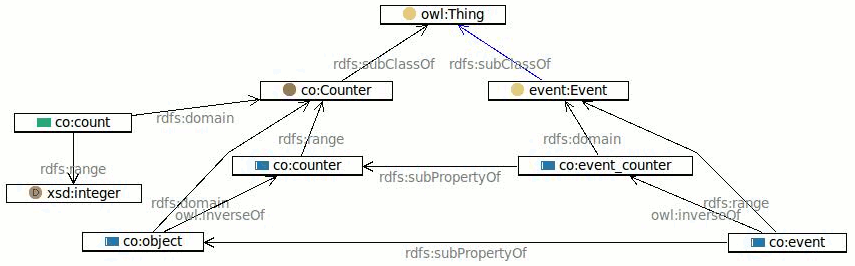 owl:Thing
rdfs:subClassOf rdfs:subClassOf
co:Counter event:Event
co:count
rdfs:domain
rdfs:range rdfs:domain
co:counter co:event_counter
rdfs:range
rdfs:subPropertyOf
D xsd:integer
rdfs:domain rdfs:range
owl:inverseOf owl:inverseOf
co:object co:event
rdfs:subPropertyOf